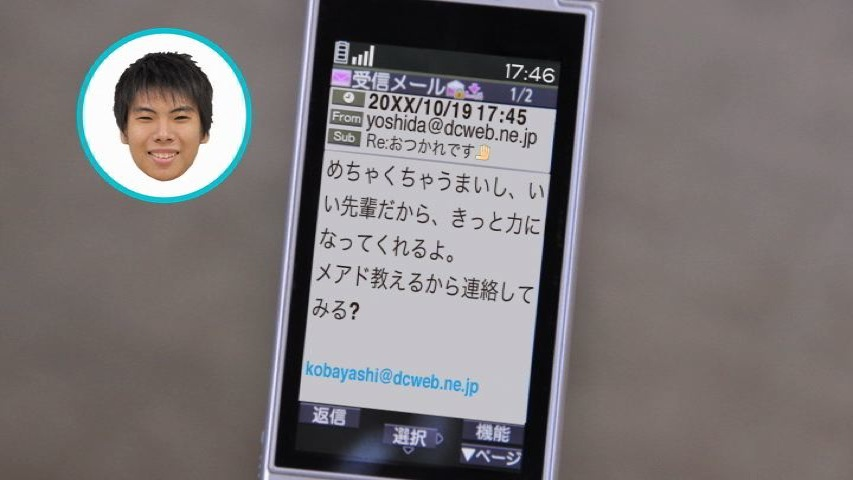 17:46
受信メール 1/2
20XX/10/19 17:45
From yoshida@dcweb.ne.jp
Sub Re:おつかれです
めちゃくちゃうまいし、い
い先輩だから、きっと力に
なってくれるよ。
メアド教えるから連絡して
みる?
kobayashi@dcweb.ne.jp
返信
選択
機能
▼ページ